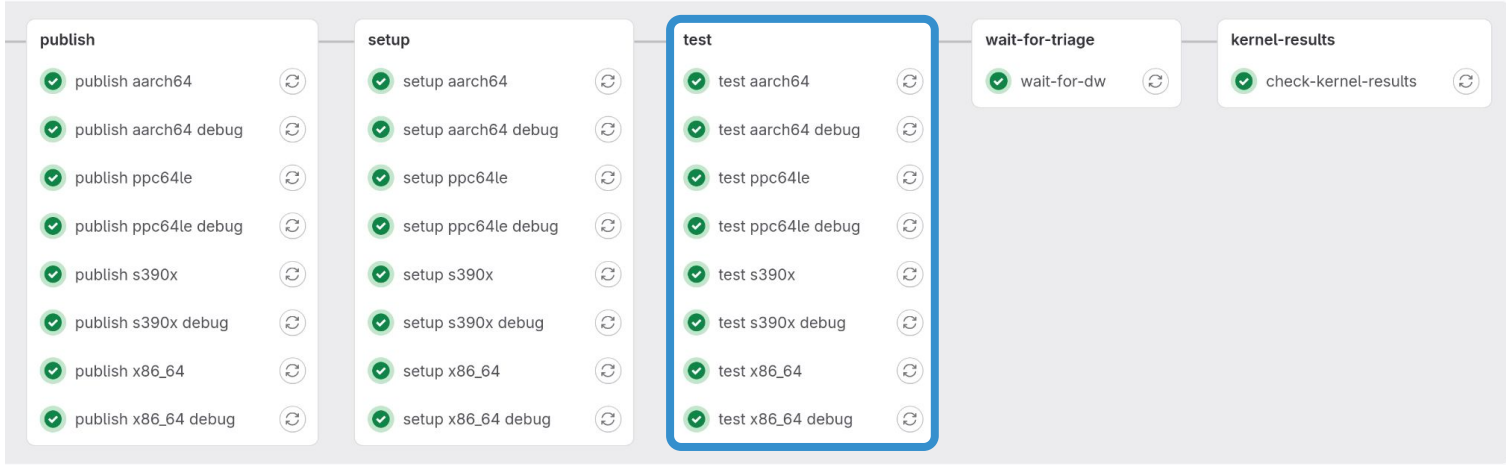 publish
publish aarch64
publish aarch64 debug
publish ppc64le
publish ppc64le debug
publish s390x
publish s390x debug
publish x86_64
publish x86_64 debug
setup
setup aarch64
setup aarch64 debug
setup ppc64le
setup ppc64le debug
setup s390x
setup s390x debug
setup x86_64
setup x86_64 debug
test
test aarch64
test aarch64 debug
test ppc64le
test ppc64le debug
test s390x
test s390x debug
test x86_64
test x86_64 debug
wait-for-triage
wait-for-dw
kernel-results
check-kernel-results